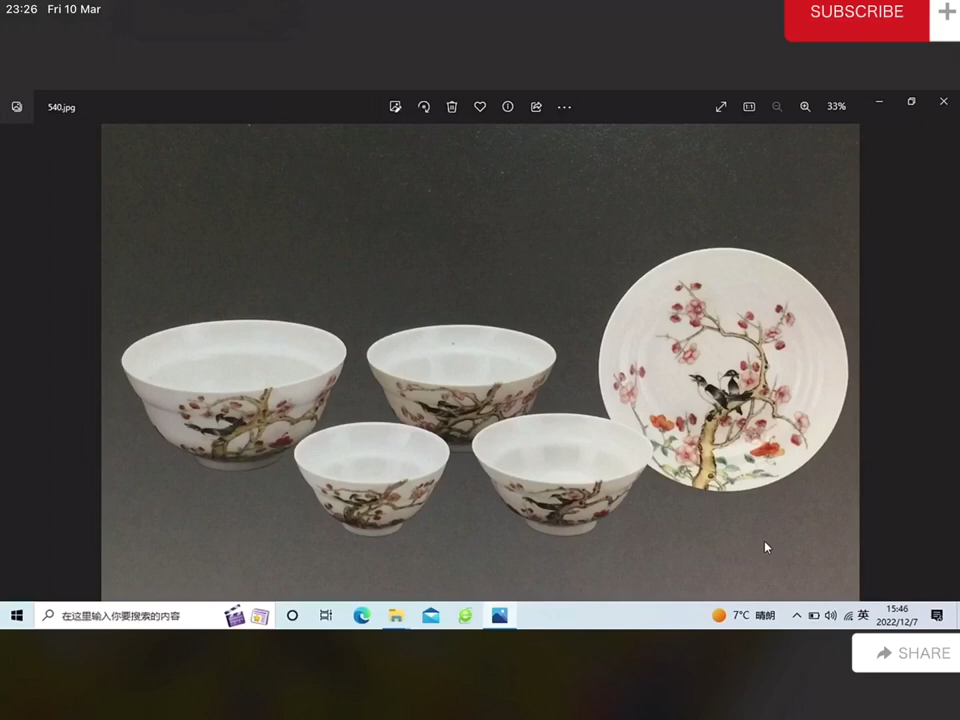 23:26 Fri 10 Mar
SUBSCRIBE
540.jpg
33%
在这里输入你要搜索的内容
7°C 晴朗
英
15:46
2022/12/7
SHARE